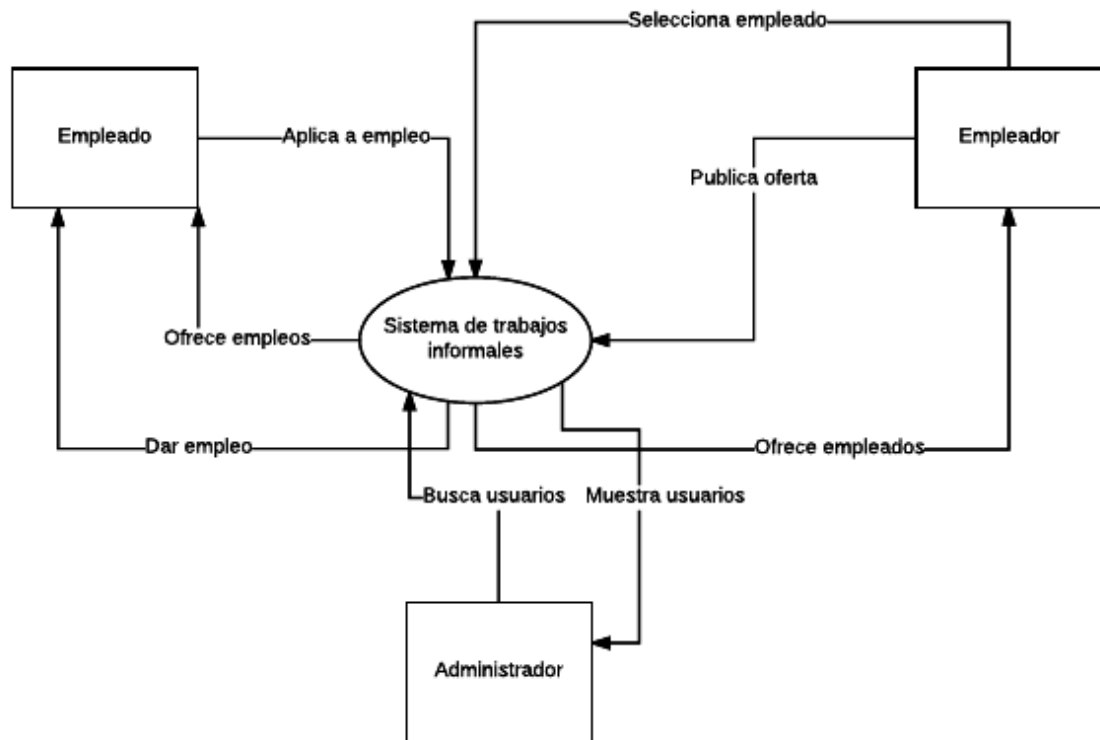 Selecciona empleado
Empleado
Aplica a empleo
Empleador
Publica oferta
Sistema de trabajos
informales
Ofrece empleos
Dar empleo
Ofrece empleados
Busca usuarios
Muestra usuarios
Administrador